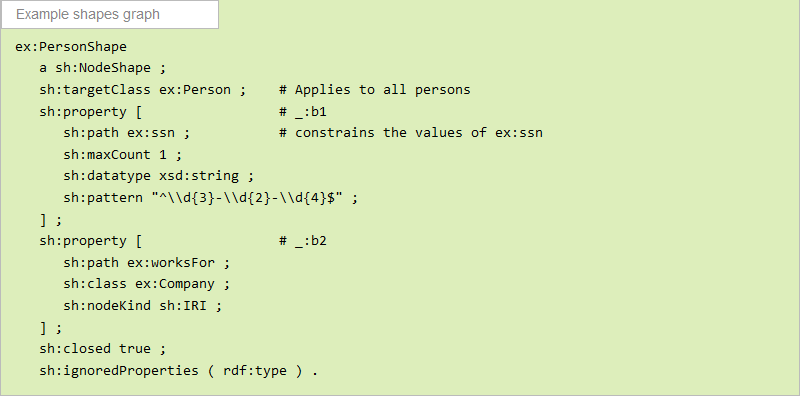 Example shapes graph
ex:PersonShape
a sh:NodeShape ;
sh:targetClass ex:Person ;    # Applies to all persons
sh:property [                 # _:b1
sh:path ex:ssn ;           # constrains the values of ex:ssn
sh:maxCount 1 ;
sh:datatype xsd:string ;
sh:pattern "^\\d{3}-\\d{2}-\\d{4}$" ;
] ;
sh:property [                 # _:b2
sh:path ex:worksFor ;
sh:class ex:Company ;
sh:nodeKind sh:IRI ;
] ;
sh:closed true ;
sh:ignoredProperties ( rdf:type ) .